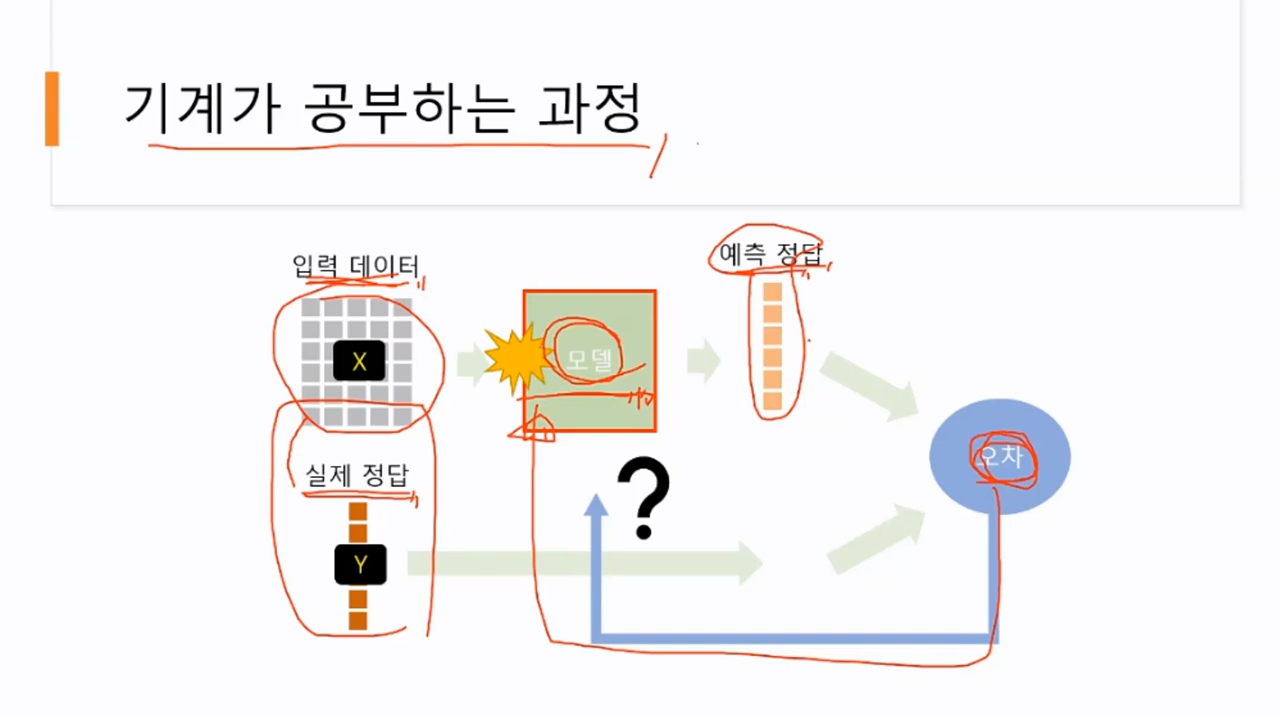 기계가 공부하는 과정
입력 데이터
X
모델
예측 정답
오차
실제 정답
Y
?